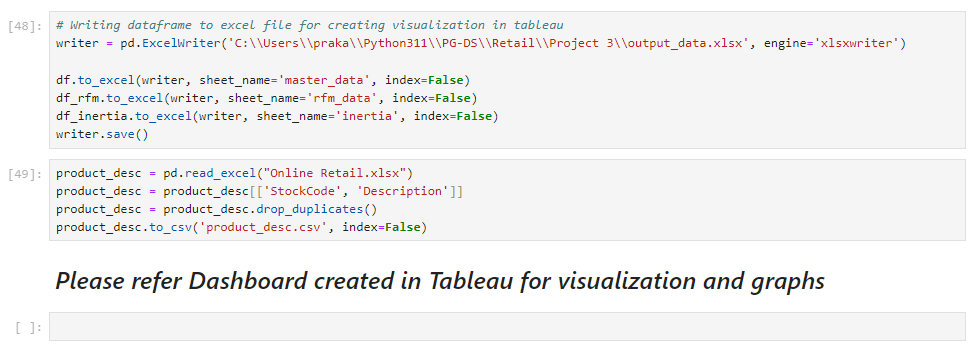 [48]: # Writing dataframe to excel file for creating visualization in tableau
writer = pd.ExcelWriter('C:\\Users\\praka\\Python311\\PG-DS\\Retail\\Project 3\\output_data.xlsx', engine='xlsxwriter')
df.to_excel(writer, sheet_name='master_data', index=False)
df_rfm.to_excel(writer, sheet_name='rfm_data', index=False)
df_inertia.to_excel(writer, sheet_name='inertia', index=False)
writer.save()
[49]: product_desc = pd.read_excel("Online Retail.xlsx")
product_desc = product_desc[['StockCode', 'Description']]
product_desc = product_desc.drop_duplicates()
product_desc.to_csv('product_desc.csv', index=False)
Please refer Dashboard created in Tableau for visualization and graphs
[ ]: